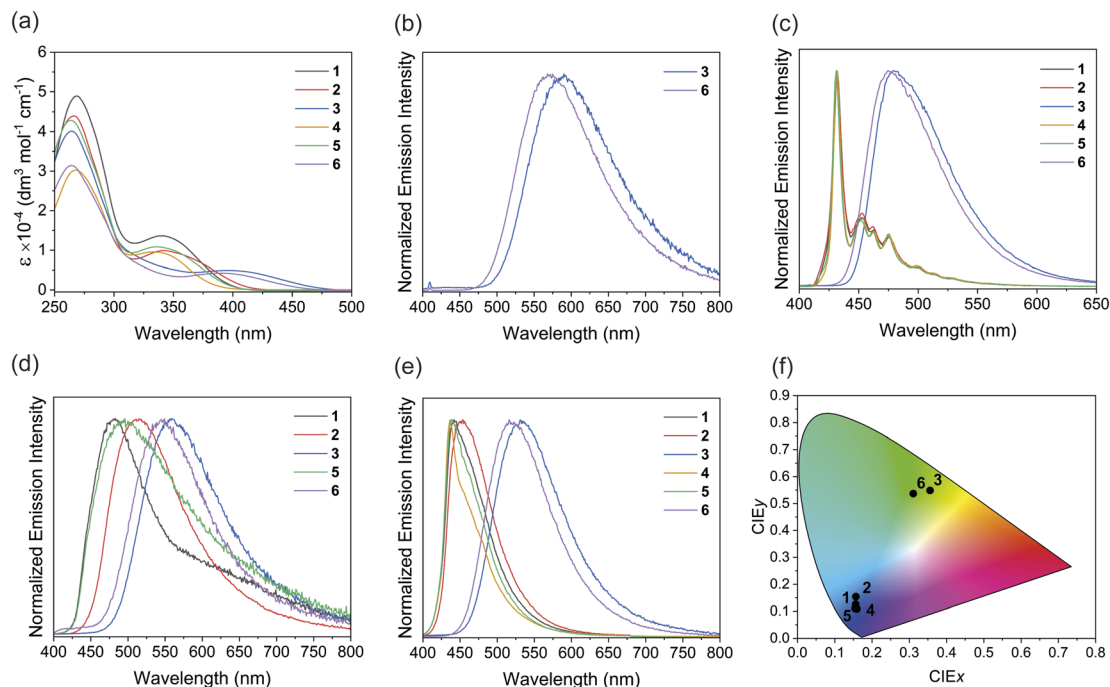 (a)
ε ×10⁻⁴ (dm³ mol⁻¹ cm⁻¹)
6
5
4
3
2
1
0
1
2
3
4
5
6
250 300 350 400 450 500
Wavelength (nm)
(b)
Normalized Emission Intensity
3
6
400 450 500 550 600 650 700 750 800
Wavelength (nm)
(c)
Normalized Emission Intensity
1
2
3
4
5
6
400 450 500 550 600 650
Wavelength (nm)
(d)
Normalized Emission Intensity
1
2
3
5
6
400 450 500 550 600 650 700 750 800
Wavelength (nm)
(e)
Normalized Emission Intensity
1
2
3
4
5
6
400 450 500 550 600 650 700 750 800
Wavelength (nm)
(f)
CIEy
0.9
0.8
0.7
0.6
0.5
0.4
0.3
0.2
0.1
0.0
6 3
1 2
5 4
0.0 0.1 0.2 0.3 0.4 0.5 0.6 0.7 0.8
CIEx